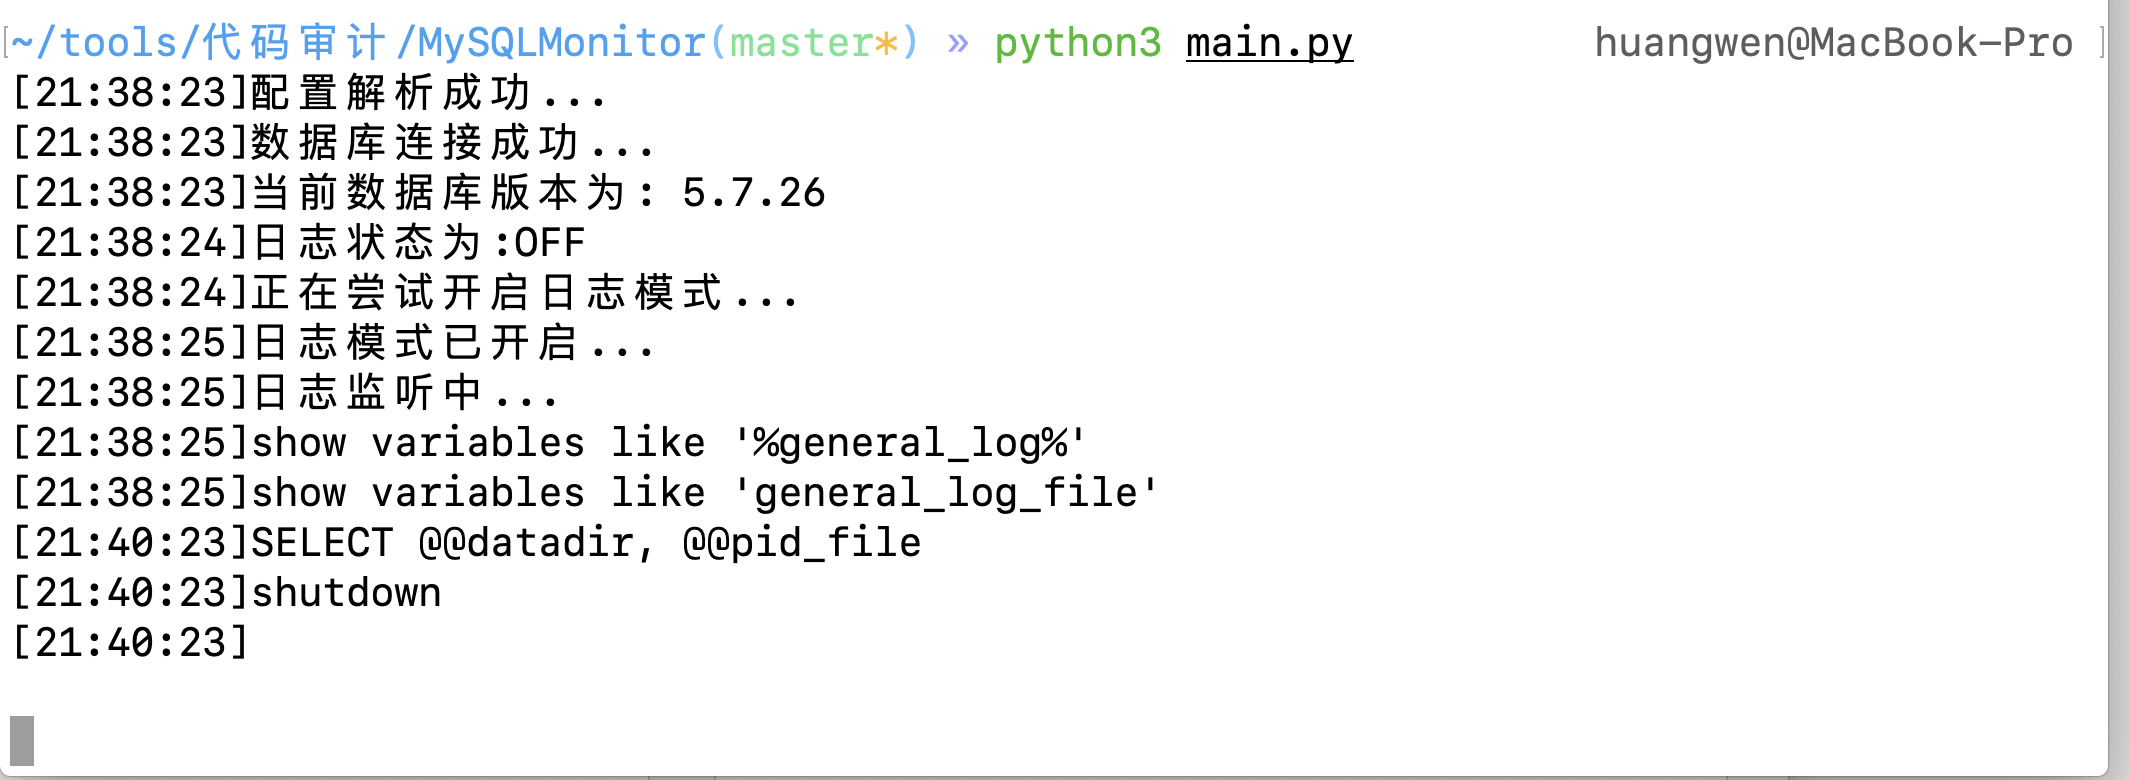 [~/tools/代码审计/MySQLMonitor(master*) » python3 main.py huangwen@MacBook-Pro ]
[21:38:23]配置解析成功...
[21:38:23]数据库连接成功...
[21:38:23]当前数据库版本为: 5.7.26
[21:38:24]日志状态为:OFF
[21:38:24]正在尝试开启日志模式...
[21:38:25]日志模式已开启...
[21:38:25]日志监听中...
[21:38:25]show variables like '%general_log%'
[21:38:25]show variables like 'general_log_file'
[21:40:23]SELECT @@datadir, @@pid_file
[21:40:23]shutdown
[21:40:23]